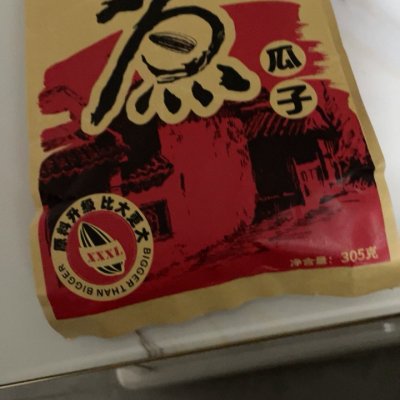 瓜
子
原料升级 比大更大
XXXL
BIGGER THAN BIGGER
净含量: 305克